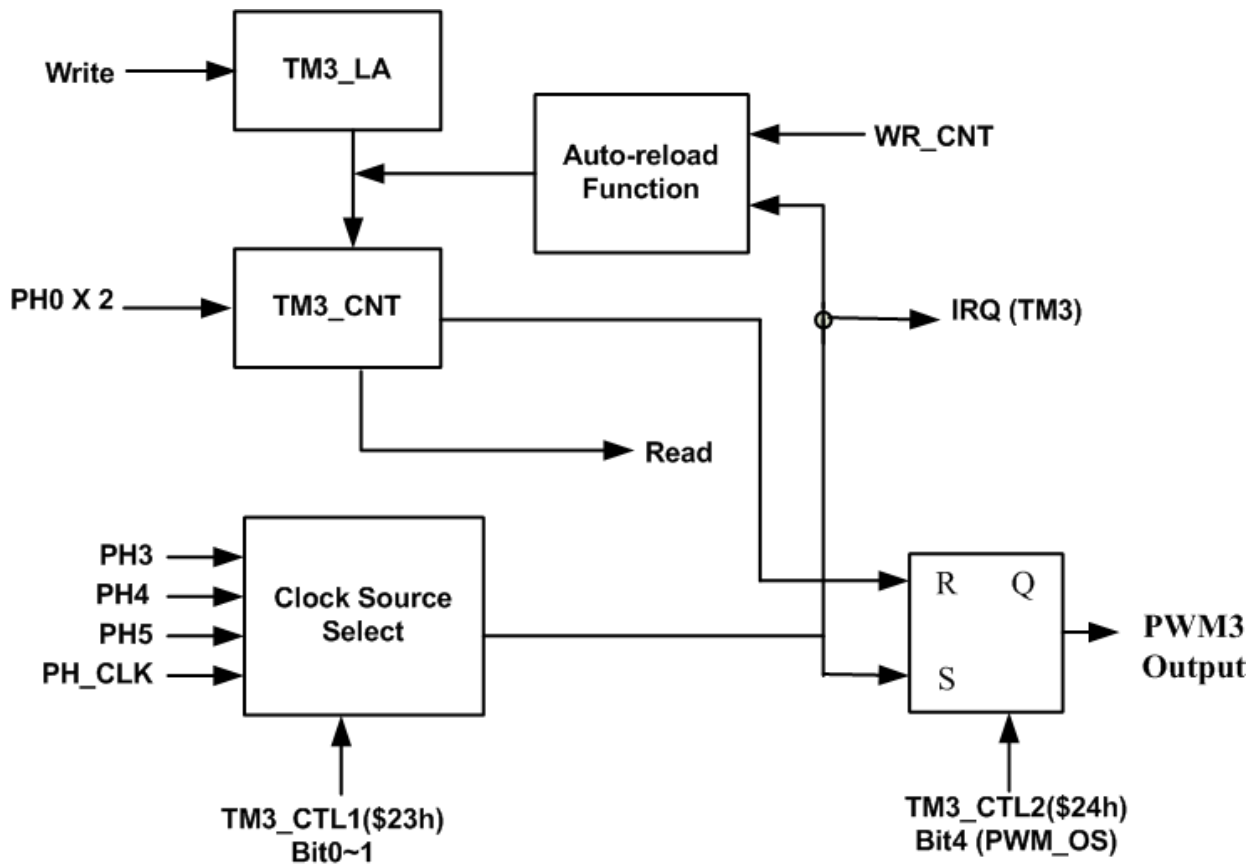 Write
TM3_LA
Auto-reload
Function
WR_CNT
PH0 X 2
TM3_CNT
IRQ (TM3)
Read
PH3
PH4
PH5
PH_CLK
Clock Source
Select
R
Q
S
PWM3
Output
TM3_CTL1($23h)
Bit0~1
TM3_CTL2($24h)
Bit4 (PWM_OS)